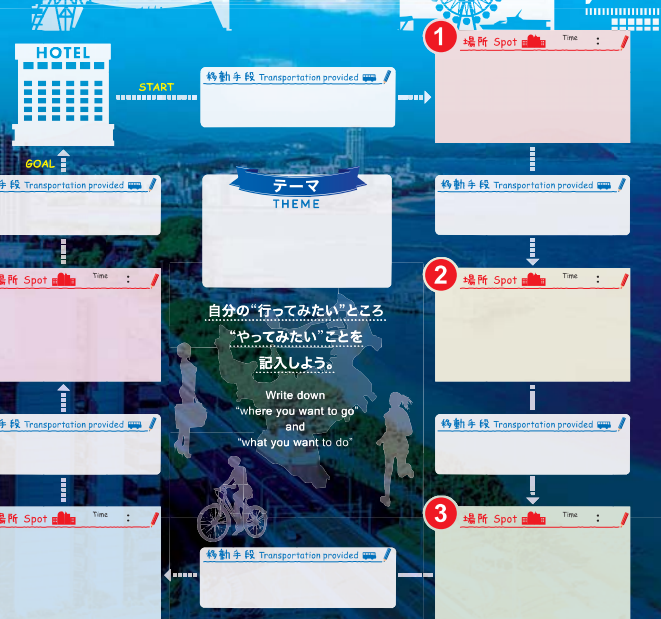 HOTEL
START
移動手段 Transportation provided
1
場所 Spot Time :
GOAL
手段 Transportation provided
テーマ
THEME
移動手段 Transportation provided
場所 Spot Time :
2
場所 Spot Time :
自分の“行ってみたい”ところ
“やってみたい”ことを
記入しよう。
Write down
“where you want to go”
and
“what you want to do”
手段 Transportation provided
移動手段 Transportation provided
場所 Spot Time :
3
場所 Spot Time :
移動手段 Transportation provided